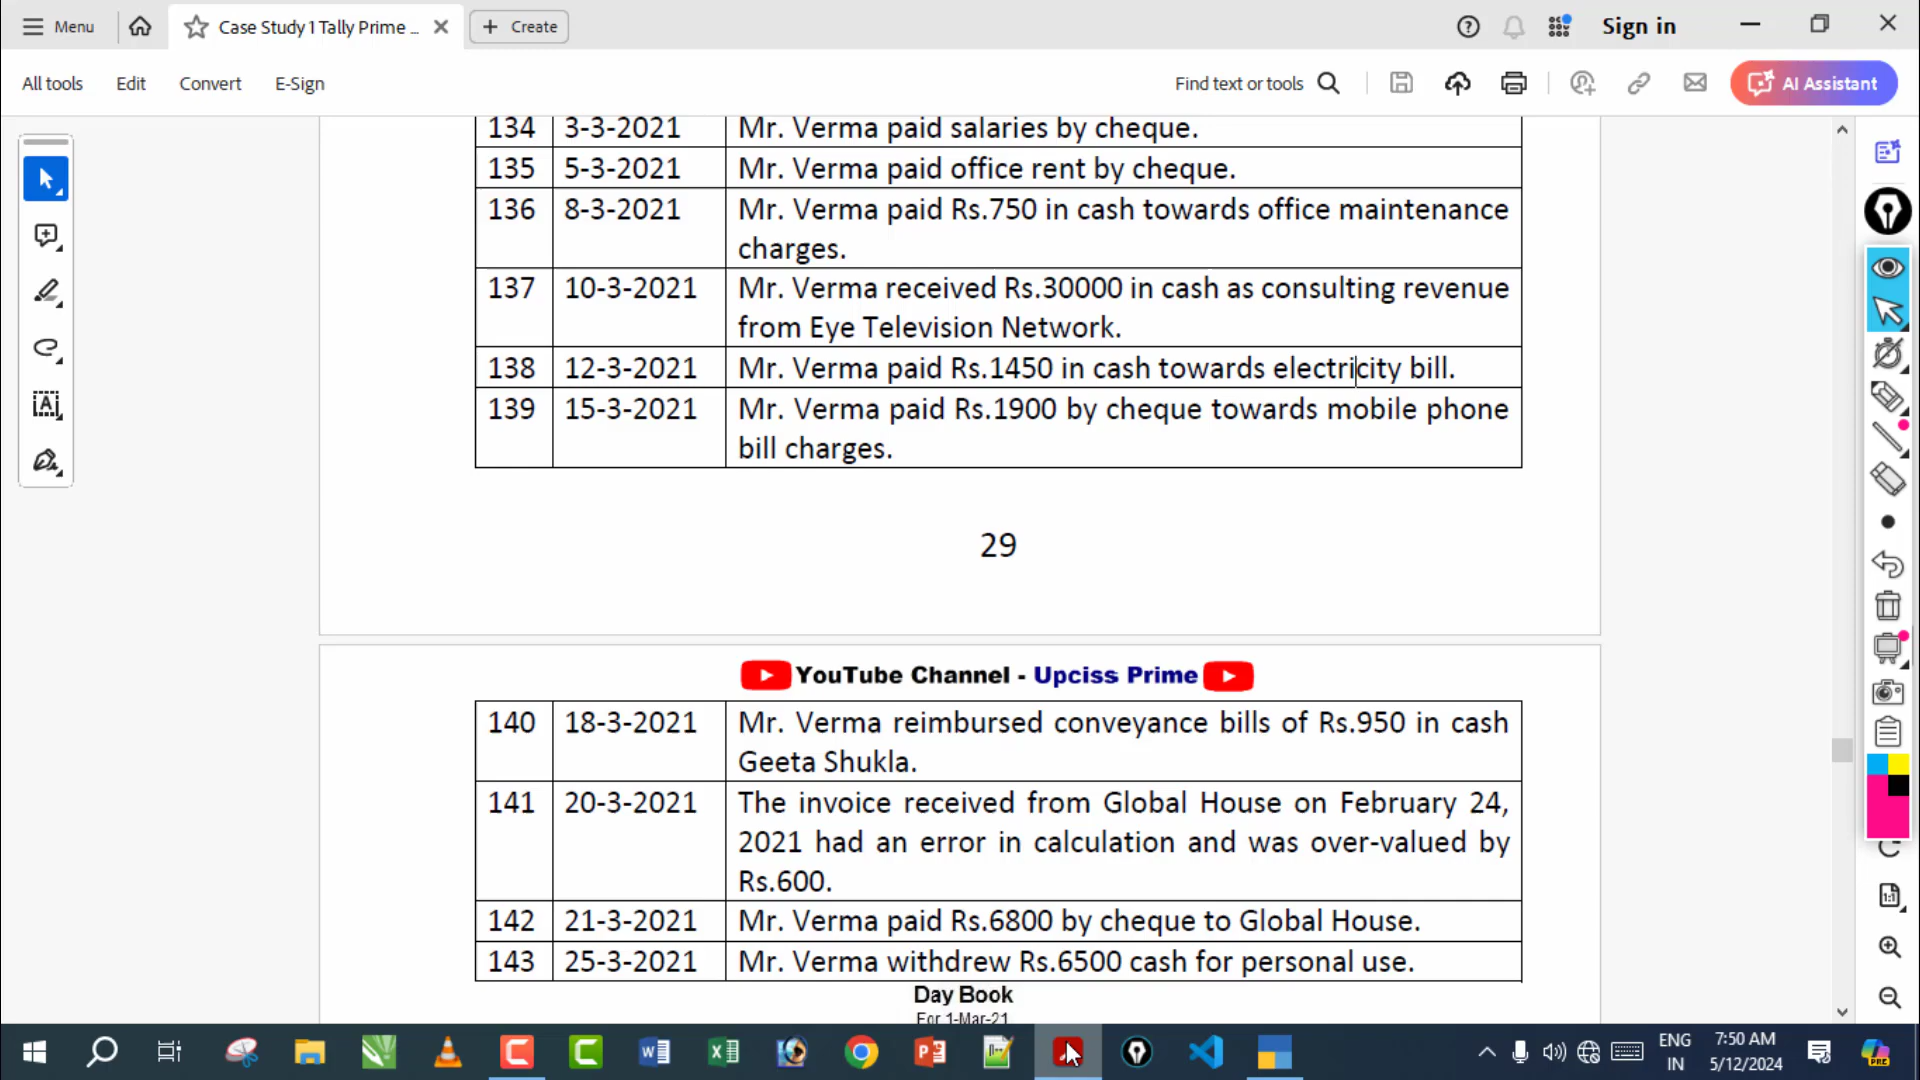 Menu
Case Study 1 Tally Prime ...
Create
Sign in
All tools
Edit
Convert
E-Sign
Find text or tools
AI Assistant
134 3-3-2021 Mr. Verma paid salaries by cheque.
135 5-3-2021 Mr. Verma paid office rent by cheque.
136 8-3-2021 Mr. Verma paid Rs.750 in cash towards office maintenance
charges.
137 10-3-2021 Mr. Verma received Rs.30000 in cash as consulting revenue
from Eye Television Network.
138 12-3-2021 Mr. Verma paid Rs.1450 in cash towards electricity bill.
139 15-3-2021 Mr. Verma paid Rs.1900 by cheque towards mobile phone
bill charges.
29
YouTube Channel - Upciss Prime
140 18-3-2021 Mr. Verma reimbursed conveyance bills of Rs.950 in cash
Geeta Shukla.
141 20-3-2021 The invoice received from Global House on February 24,
2021 had an error in calculation and was over-valued by
Rs.600.
142 21-3-2021 Mr. Verma paid Rs.6800 by cheque to Global House.
143 25-3-2021 Mr. Verma withdrew Rs.6500 cash for personal use.
Day Book
For 1-Mar-21
1:1
ENG
IN
7:50 AM
5/12/2024
PRE